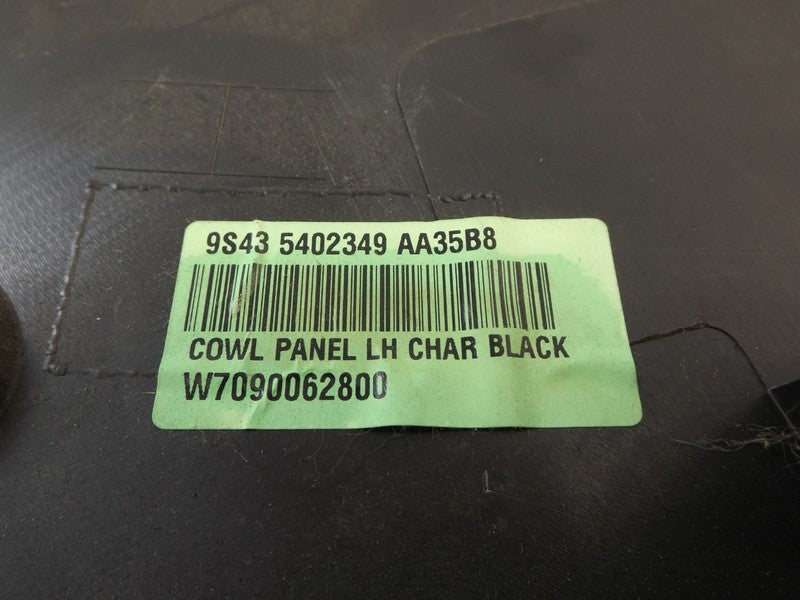 9S43 5402349 AA35B8
COWL PANEL LH CHAR BLACK
W7090062800